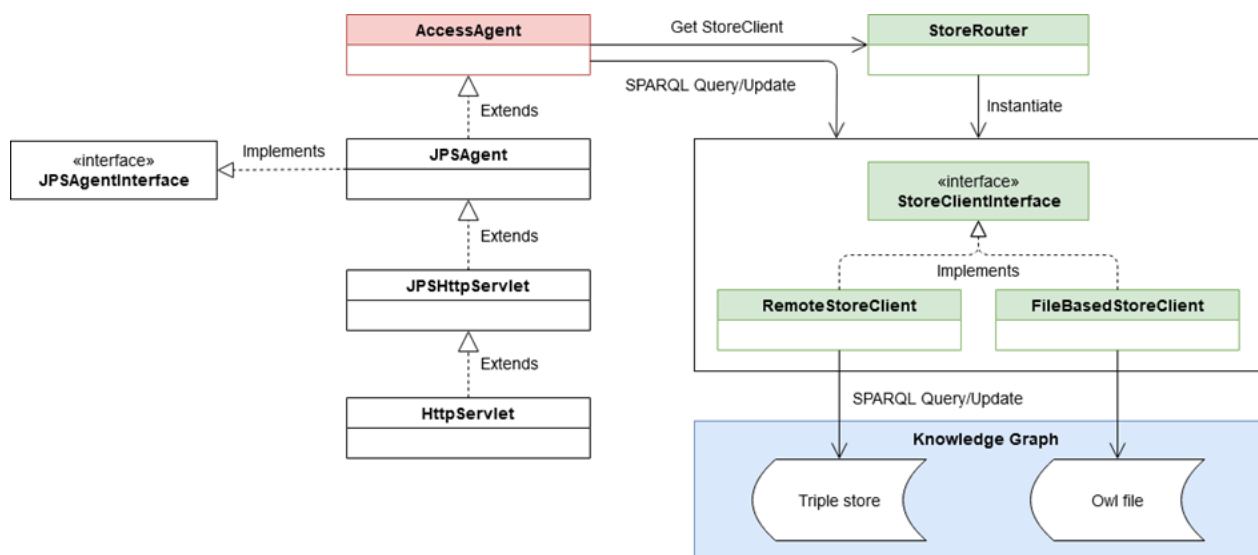 AccessAgent
Get StoreClient
StoreRouter
SPARQL Query/Update
Extends
Instantiate
«interface»
JPSAgentInterface
Implements
JPSAgent
«interface»
StoreClientInterface
Extends
Implements
JPSHttpServlet
RemoteStoreClient
FileBasedStoreClient
Extends
HttpServlet
SPARQL Query/Update
Knowledge Graph
Triple store
Owl file